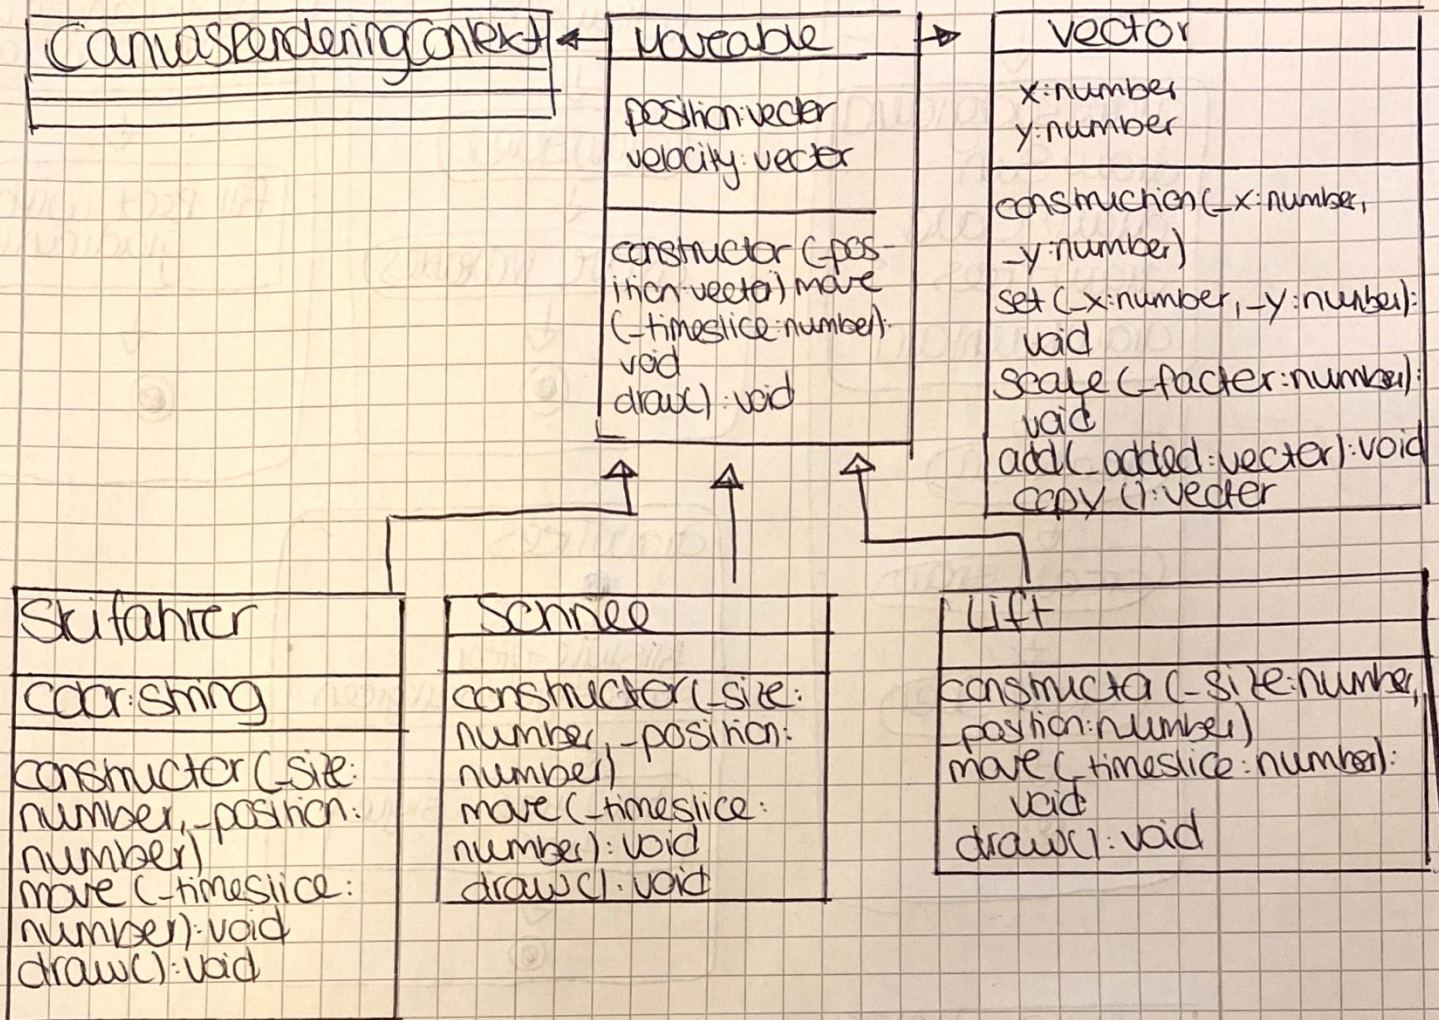 CanvasRenderingContext
Moveable
position:vector
velocity:vector
constructor (_pos-
ition:vector) move
(_timeslice:number):
void
draw(): void
vector
x:number
y:number
construction(_x:number,
_y:number)
set (_x:number, _y:number):
void
scale (_factor:number):
void
add(_added:vector):void
copy ():vector
Skifahrer
color:string
constructor (_size:
number, _position:
number)
move (_timeslice:
number):void
draw():void
Schnee
constructor(_size:
number, _position:
number)
move (_timeslice:
number): void
draw(): void
Lift
constructor (_size:number,
_position:number)
move (_timeslice:number):
void
draw(): void